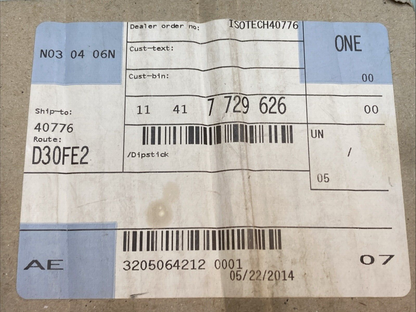 Dealer order no: ISOTECH40776
N03 04 06N
Cust-text:
ONE
Cust-bin:
00
Ship-to:
40776
11 41 7 729 626
00
Route:
D30FE2
/Dipstick
UN
/
05
AE
3205064212 0001
05/22/2014
07